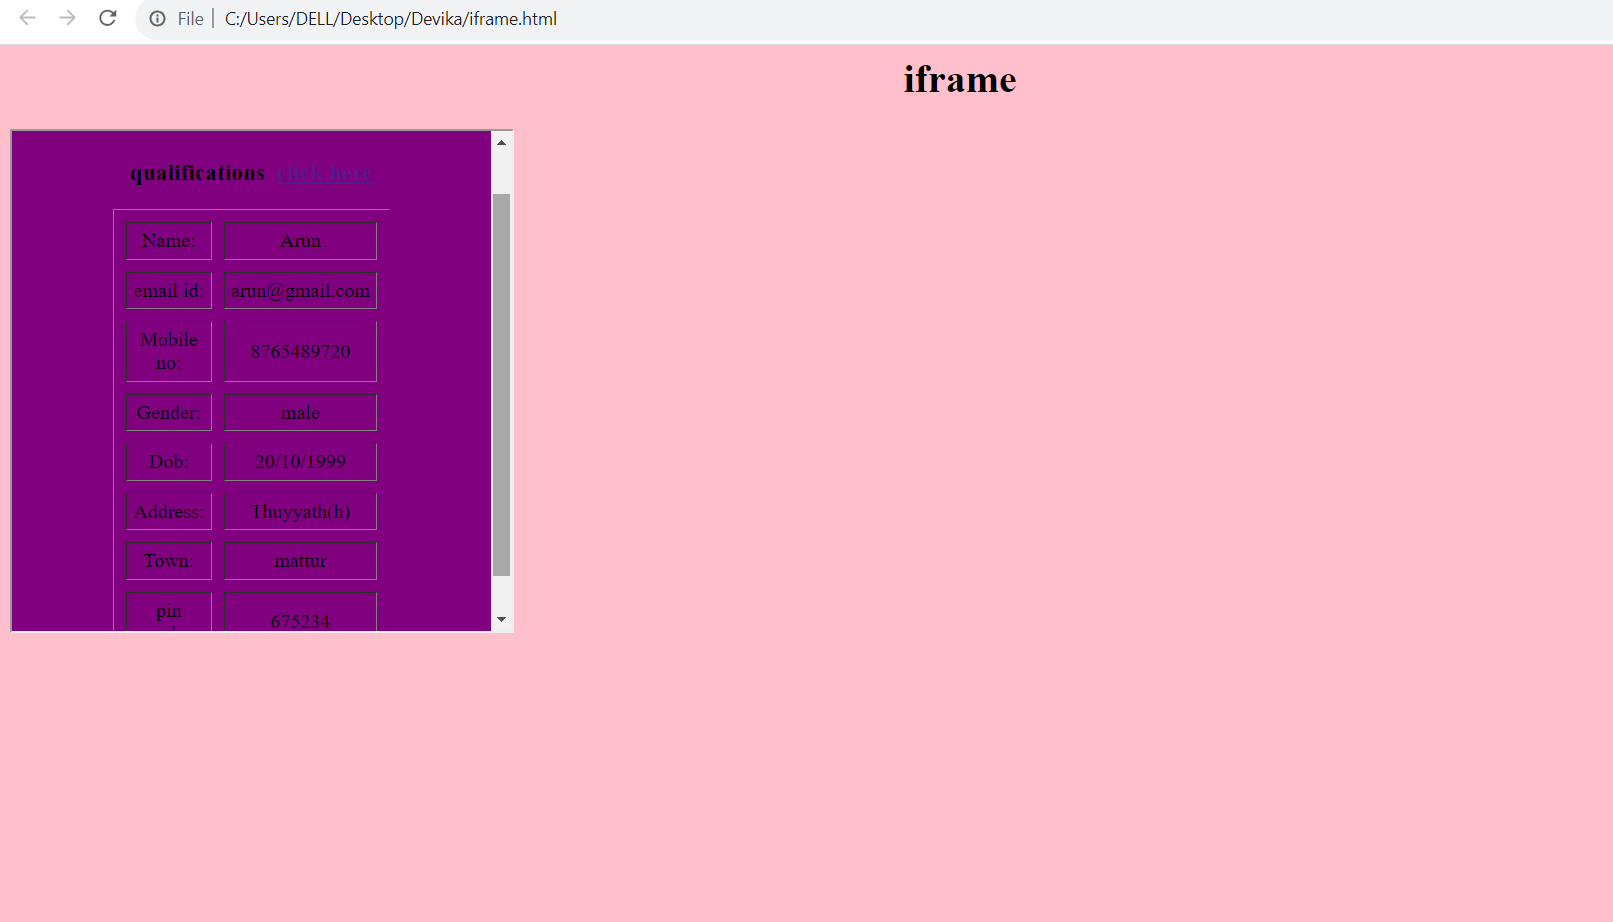 File | C:/Users/DELL/Desktop/Devika/iframe.html
iframe
qualifications click here
Name: Arun
email id: arun@gmail.com
Mobile no: 8765489720
Gender: male
Dob: 20/10/1999
Address: Thuyyath(h)
Town: mattur
pin 675234